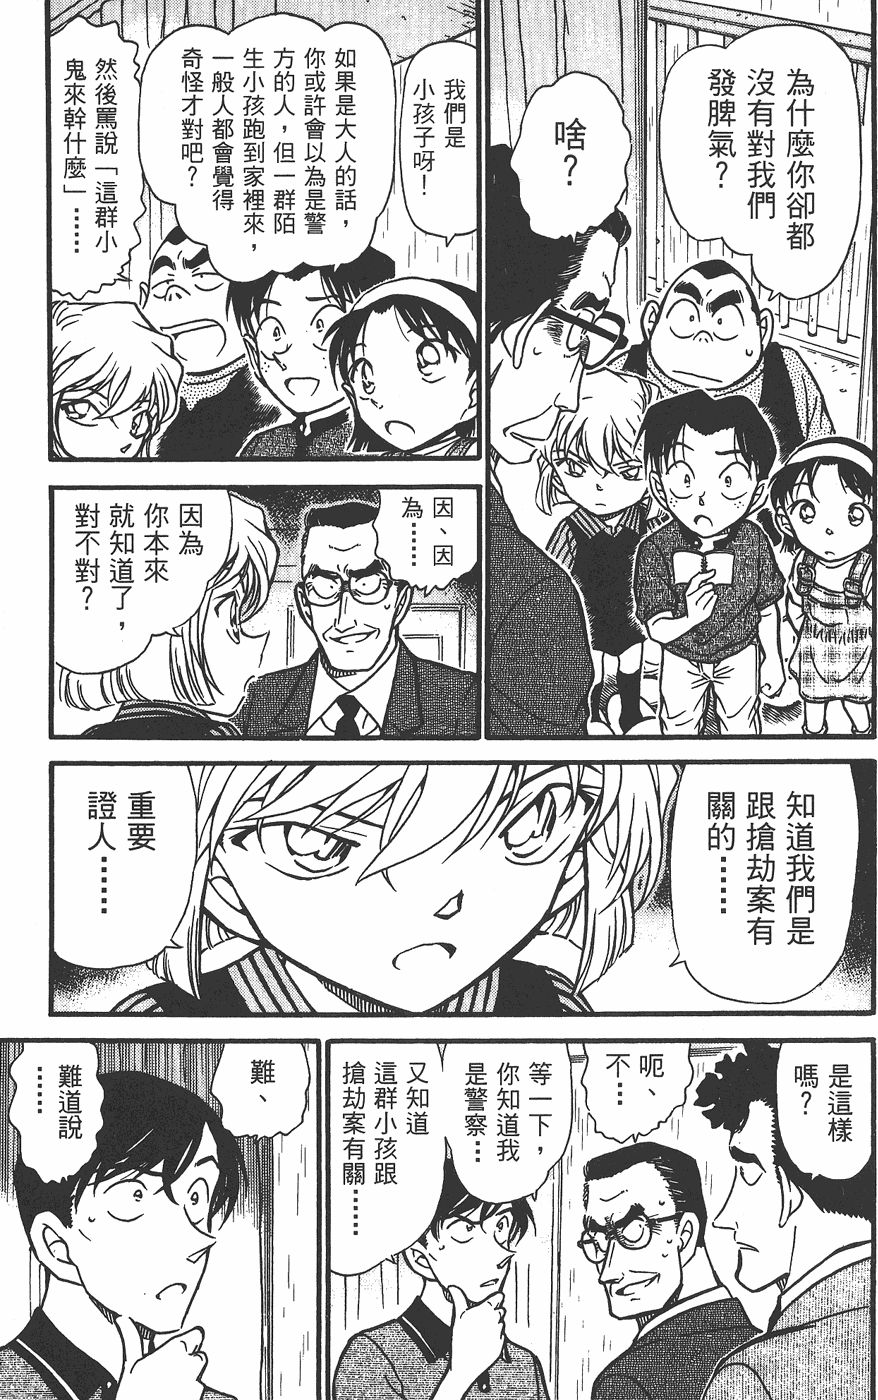 為什麼你卻都
沒有對我們
發脾氣?
啥?
我們是
小孩子呀!
如果是大人的話,
你或許會以為是警
方的人,但一群陌
生小孩跑到家裡來,
一般人都會覺得
奇怪才對吧?
然後罵說「這群小
鬼來幹什麼」……
因、因
為……
因為
你本來
就知道了,
對不對?
知道我們是
跟搶劫案有
關的……
重要
證人……
是這樣
嗎?
呃、
不…
等一下,
你知道我
是警察…
又知道
這群小孩跟
搶劫案有關……
難、
難道說
……